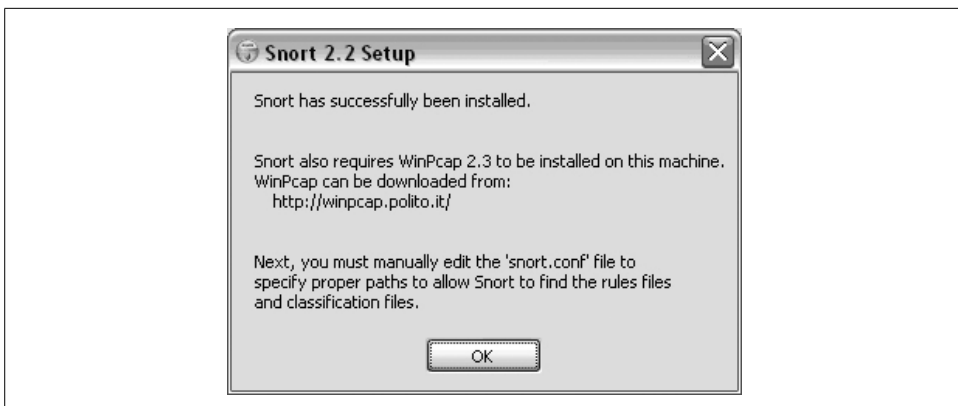 Snort 2.2 Setup
Snort has successfully been installed.
Snort also requires WinPcap 2.3 to be installed on this machine.
WinPcap can be downloaded from:
http://winpcap.polito.it/
Next, you must manually edit the 'snort.conf' file to
specify proper paths to allow Snort to find the rules files
and classification files.
OK